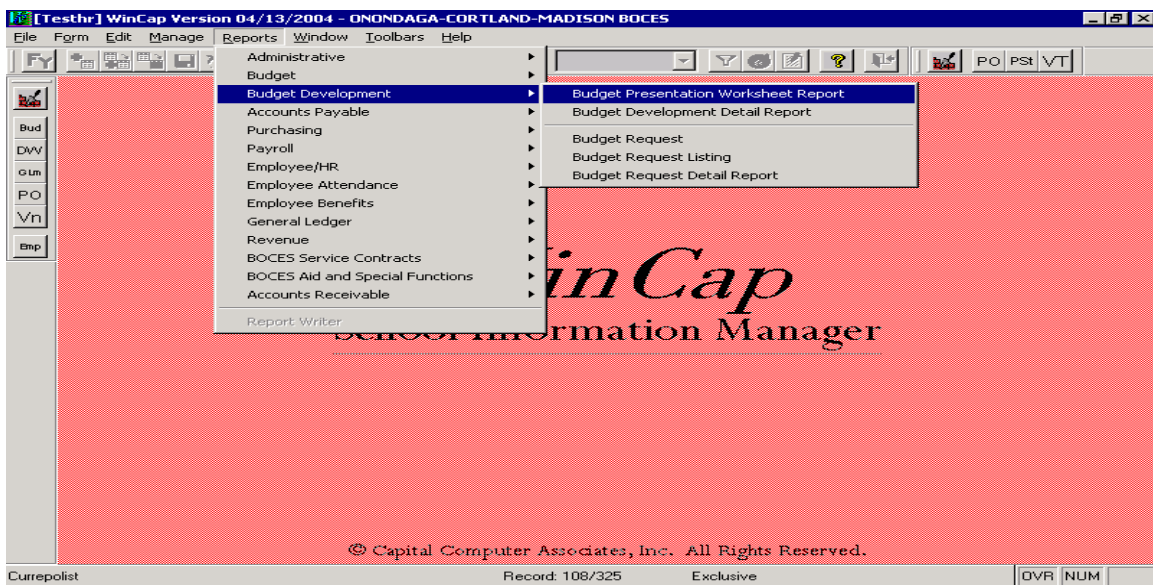 [Testhr] WinCap Version 04/13/2004 - ONONDAGA-CORTLAND-MADISON BOCES
File Form Edit Manage Reports Window Toolbars Help
FY PO PSt VT
Administrative
Budget
Budget Development
Accounts Payable
Purchasing
Payroll
Employee/HR
Employee Attendance
Employee Benefits
General Ledger
Revenue
BOCES Service Contracts
BOCES Aid and Special Functions
Accounts Receivable
Report Writer
Budget Presentation Worksheet Report
Budget Development Detail Report
Budget Request
Budget Request Listing
Budget Request Detail Report
Bud
PO
Vn
Emp
inCap
School Information Manager
© Capital Computer Associates, Inc. All Rights Reserved.
Currepolist Record: 108/325 Exclusive OVR NUM